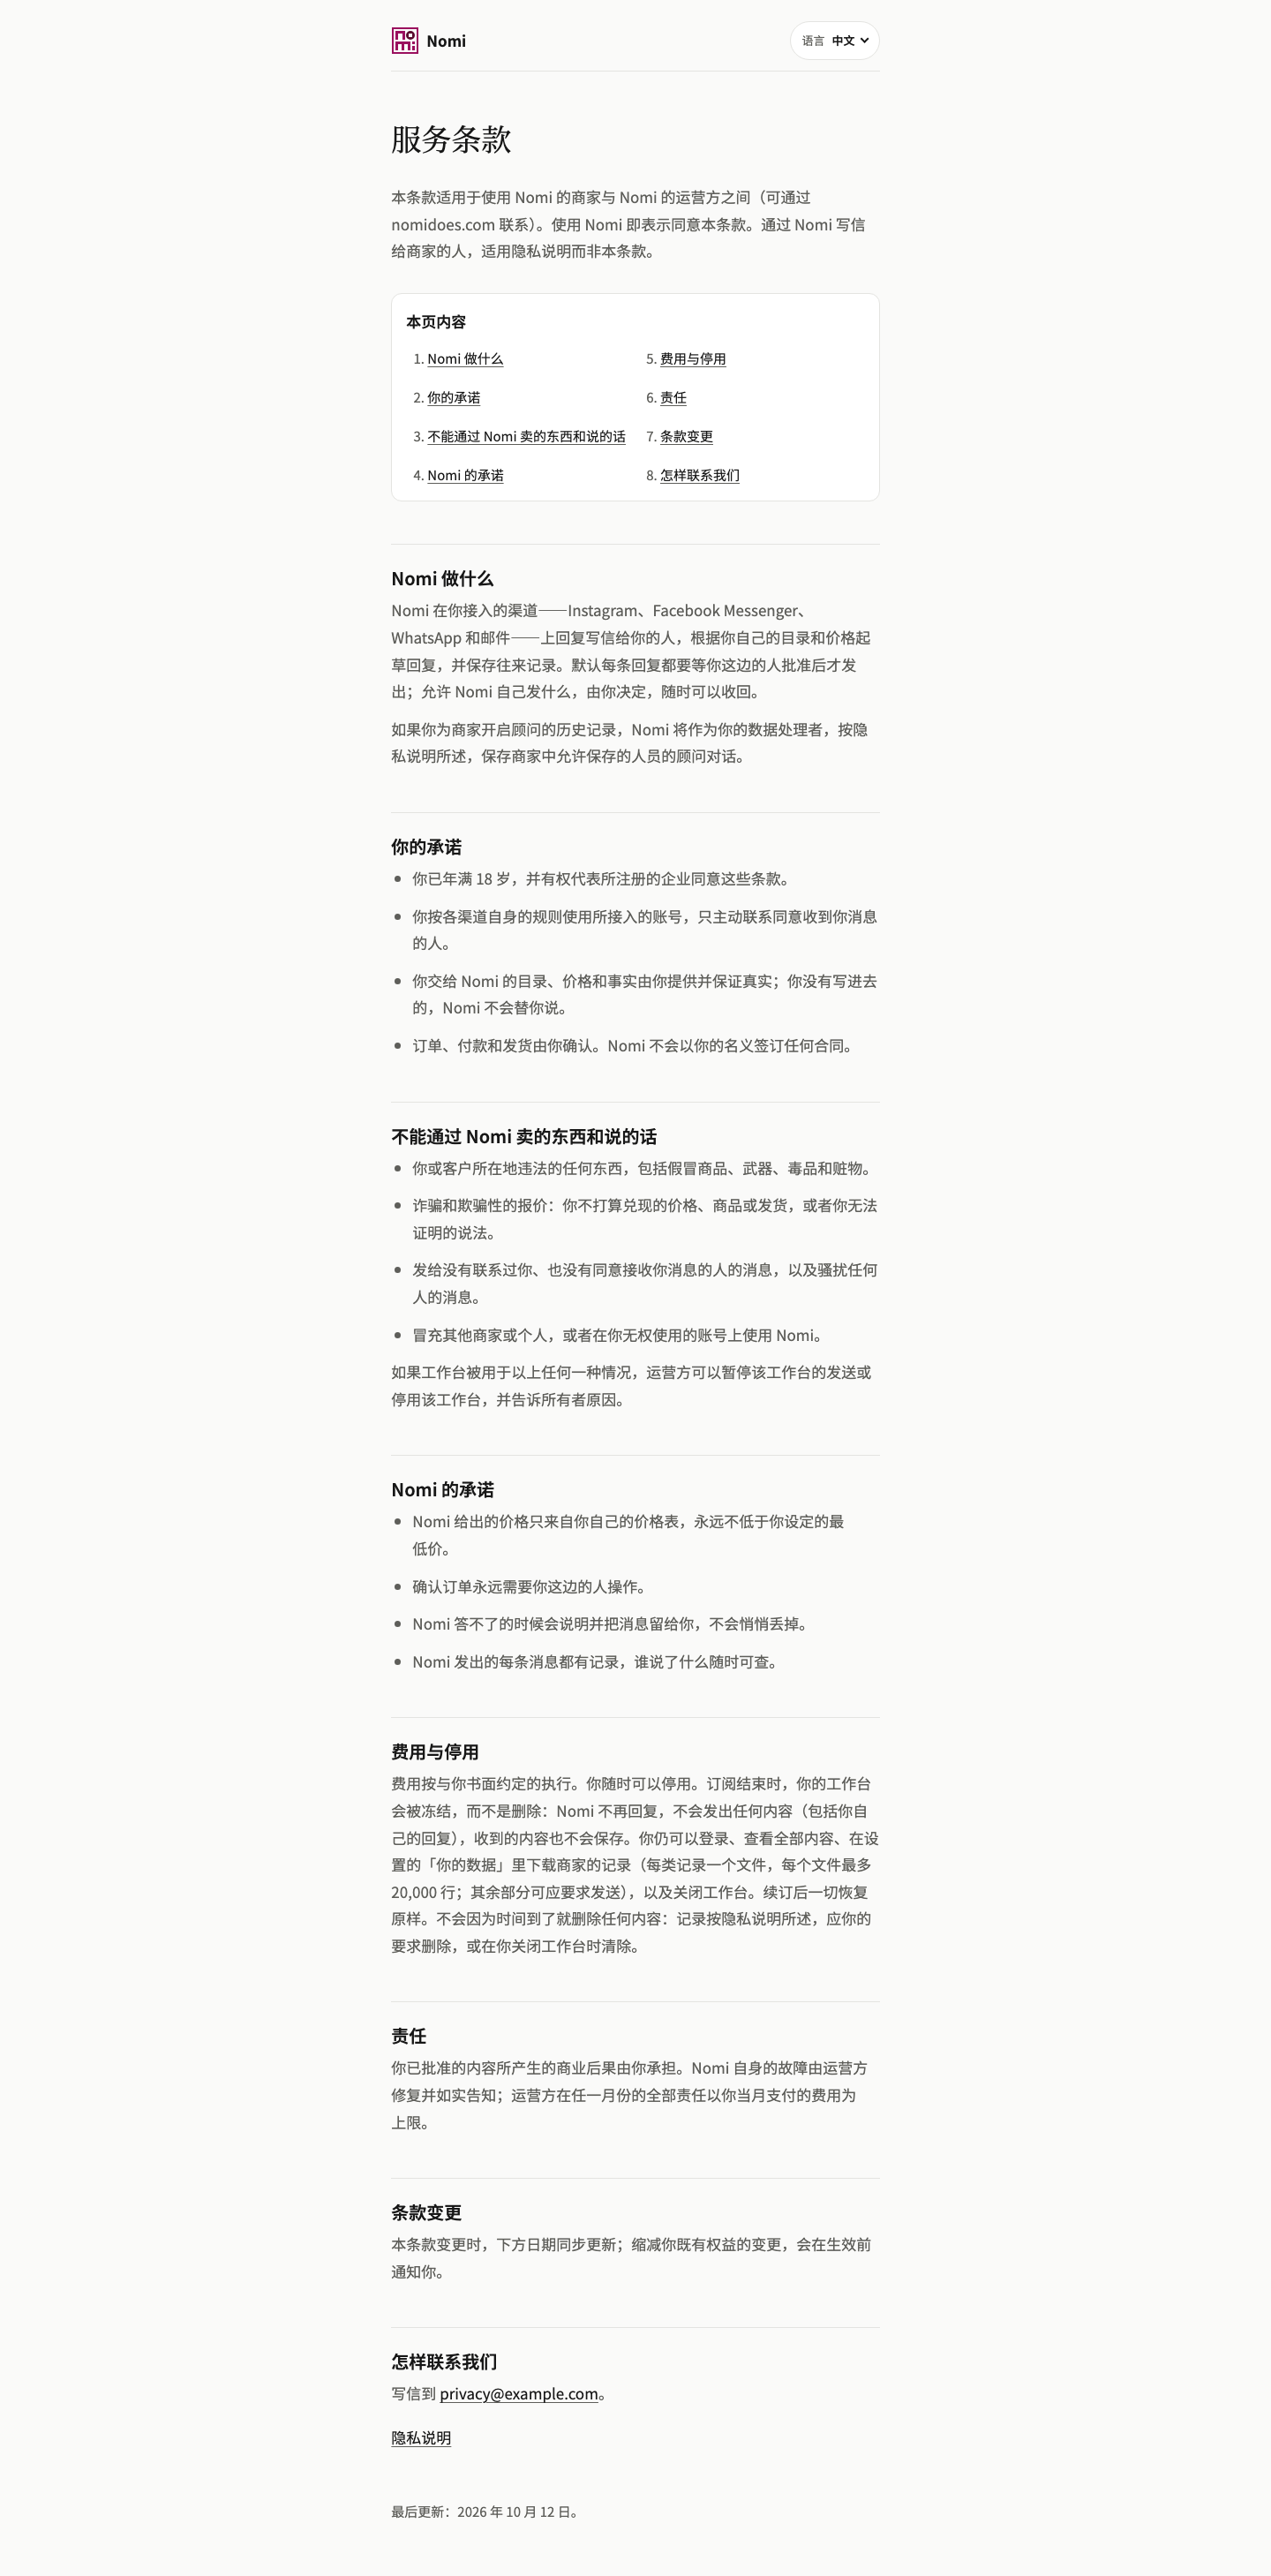 nomi
Nomi
语言 中文
服务条款
本条款适用于使用 Nomi 的商家与 Nomi 的运营方之间（可通过
nomidoes.com 联系）。使用 Nomi 即表示同意本条款。通过 Nomi 写信
给商家的人，适用隐私说明而非本条款。
本页内容
1. Nomi 做什么
2. 你的承诺
3. 不能通过 Nomi 卖的东西和说的话
4. Nomi 的承诺
5. 费用与停用
6. 责任
7. 条款变更
8. 怎样联系我们
Nomi 做什么
Nomi 在你接入的渠道——Instagram、Facebook Messenger、
WhatsApp 和邮件——上回复写信给你的人，根据你自己的目录和价格起
草回复，并保存往来记录。默认每条回复都要等你这边的人批准后才发
出；允许 Nomi 自己发什么，由你决定，随时可以收回。
如果你为商家开启顾问的历史记录，Nomi 将作为你的数据处理者，按隐
私说明所述，保存商家中允许保存的人员的顾问对话。
你的承诺
你已年满 18 岁，并有权代表所注册的企业同意这些条款。
你按各渠道自身的规则使用所接入的账号，只主动联系同意收到你消息
的人。
你交给 Nomi 的目录、价格和事实由你提供并保证真实；你没有写进去
的，Nomi 不会替你说。
订单、付款和发货由你确认。Nomi 不会以你的名义签订任何合同。
不能通过 Nomi 卖的东西和说的话
你或客户所在地违法的任何东西，包括假冒商品、武器、毒品和赃物。
诈骗和欺骗性的报价：你不打算兑现的价格、商品或发货，或者你无法
证明的说法。
发给没有联系过你、也没有同意接收你消息的人的消息，以及骚扰任何
人的消息。
冒充其他商家或个人，或者在你无权使用的账号上使用 Nomi。
如果工作台被用于以上任何一种情况，运营方可以暂停该工作台的发送或
停用该工作台，并告诉所有者原因。
Nomi 的承诺
Nomi 给出的价格只来自你自己的价格表，永远不低于你设定的最
低价。
确认订单永远需要你这边的人操作。
Nomi 答不了的时候会说明并把消息留给你，不会悄悄丢掉。
Nomi 发出的每条消息都有记录，谁说了什么随时可查。
费用与停用
费用按与你书面约定的执行。你随时可以停用。订阅结束时，你的工作台
会被冻结，而不是删除：Nomi 不再回复，不会发出任何内容（包括你自
己的回复），收到的内容也不会保存。你仍可以登录、查看全部内容、在设
置的「你的数据」里下载商家的记录（每类记录一个文件，每个文件最多
20,000 行；其余部分可应要求发送），以及关闭工作台。续订后一切恢复
原样。不会因为时间到了就删除任何内容：记录按隐私说明所述，应你的
要求删除，或在你关闭工作台时清除。
责任
你已批准的内容所产生的商业后果由你承担。Nomi 自身的故障由运营方
修复并如实告知；运营方在任一月份的全部责任以你当月支付的费用为
上限。
条款变更
本条款变更时，下方日期同步更新；缩减你既有权益的变更，会在生效前
通知你。
怎样联系我们
写信到 privacy@example.com。
隐私说明
最后更新：2026 年 10 月 12 日。